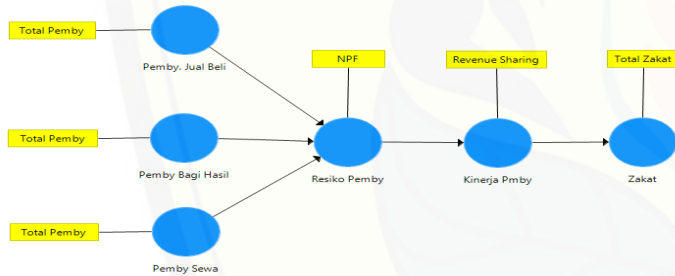 Total Pemby
Pemby. Jual Beli
NPF
Revenue Sharing
Total Zakat
Total Pemby
Pemby Bagi Hasil
Resiko Pemby
Kinerja Pmby
Zakat
Total Pemby
Pemby Sewa